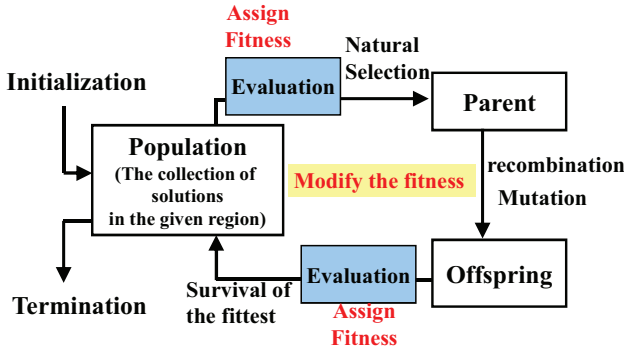 Assign
Fitness
Natural
Selection
Initialization
Evaluation
Parent
Population
(The collection of
solutions
in the given region)
Modify the fitness
recombination
Mutation
Termination
Survival of
the fittest
Evaluation
Offspring
Assign
Fitness